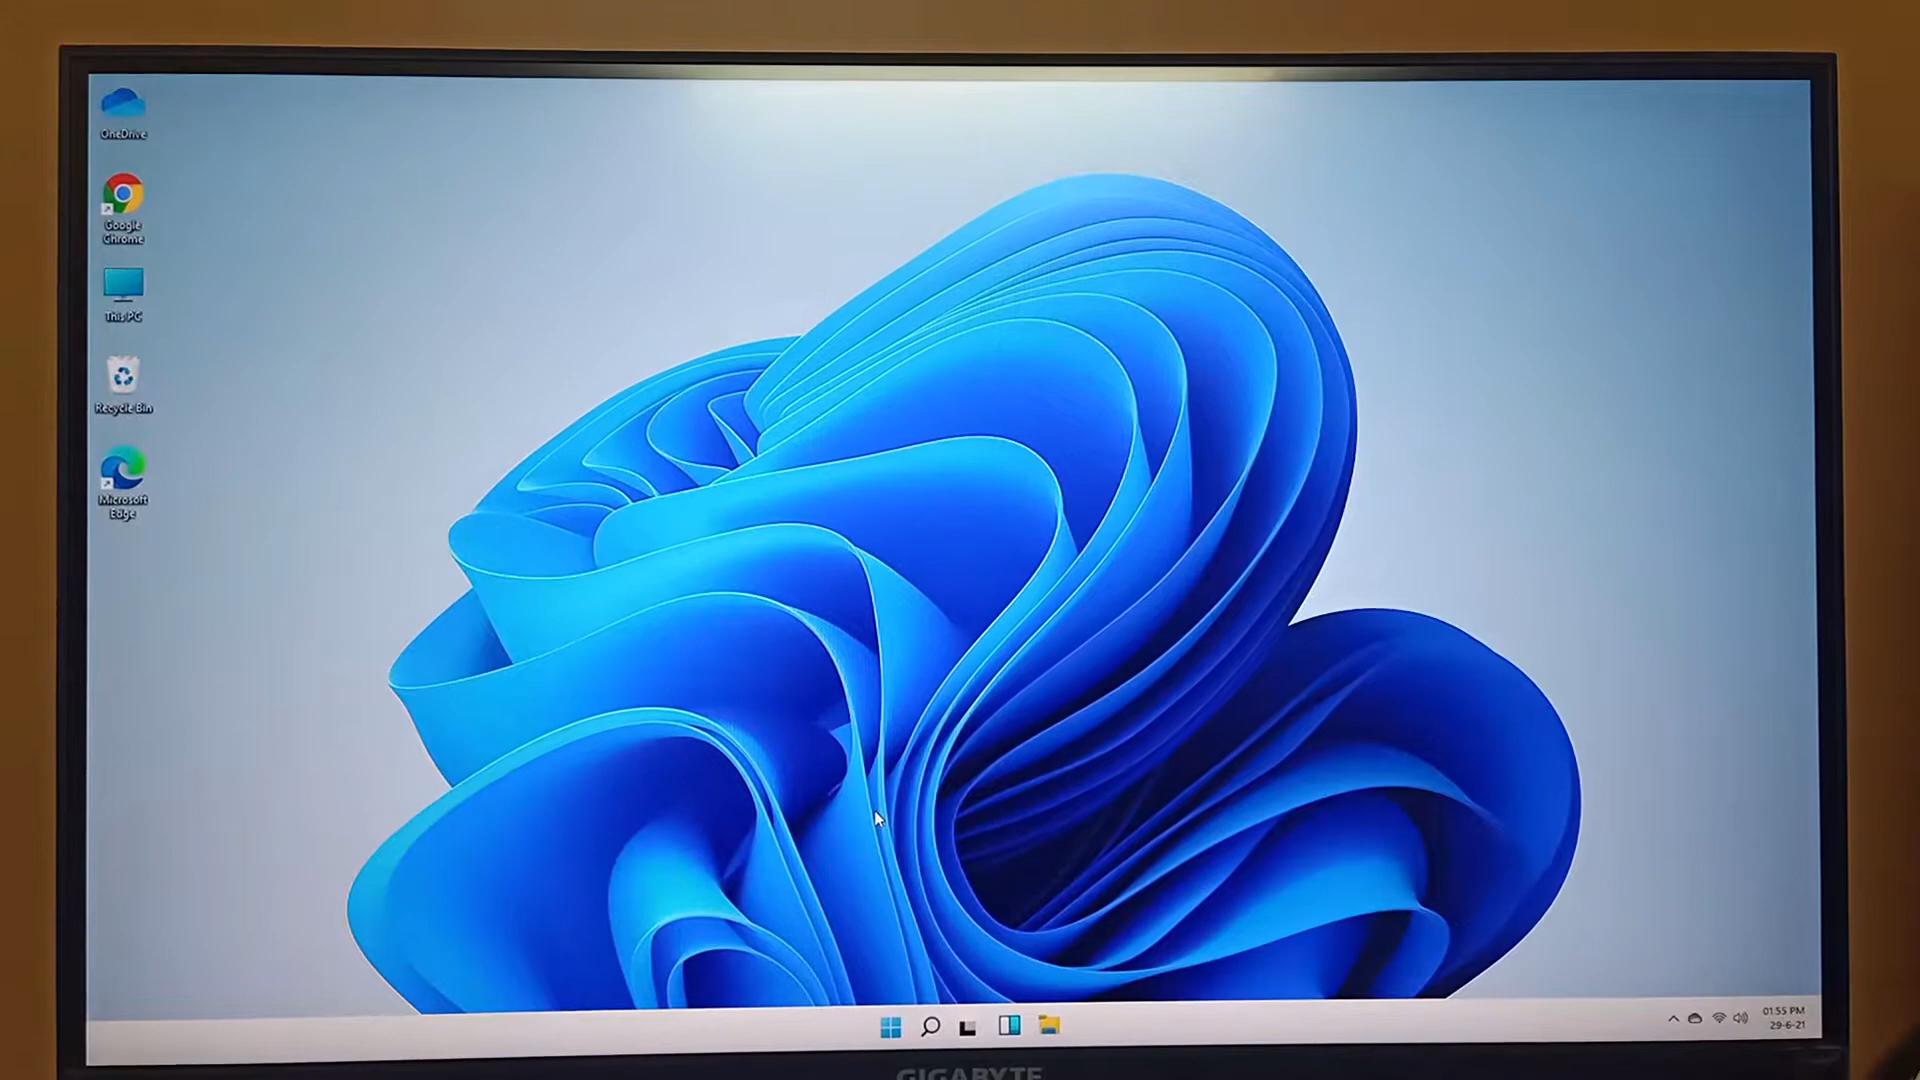 OneDrive
Google
Chrome
This PC
Recycle Bin
Microsoft
Edge
01:55 PM
29-6-21
GIGABYTE